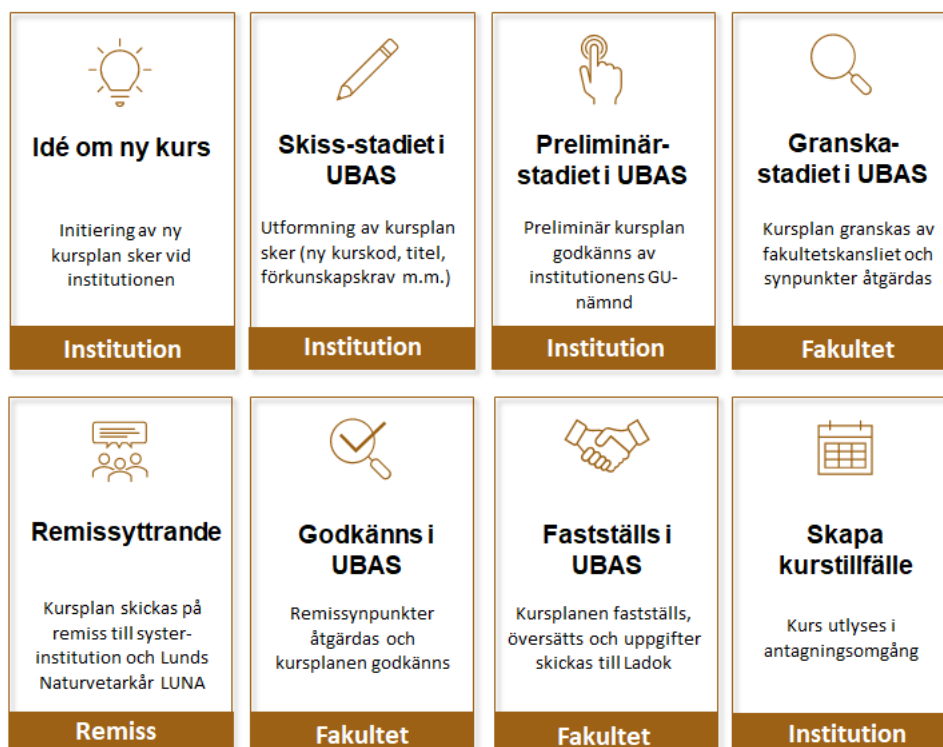 Idé om ny kurs
Initiering av ny
kursplan sker vid
institutionen
Institution
Skiss-stadiet i
UBAS
Utformning av kursplan
sker (ny kurskod, titel,
förkunskapskrav m.m.)
Institution
Preliminär-
stadiet i UBAS
Preliminär kursplan
godkänns av
institutionens GU-
nämnd
Institution
Granska-
stadiet i UBAS
Kursplan granskas av
fakultetskansliet och
synpunkter åtgärdas
Fakultet
Remissyttrande
Kursplan skickas på
remiss till syster-
institution och Lunds
Naturvetarkår LUNA
Remiss
Godkänns i
UBAS
Remissynpunkter
åtgärdas och
kursplanen godkänns
Fakultet
Fastställs i
UBAS
Kursplanen fastställs,
översätts och uppgifter
skickas till Ladok
Fakultet
Skapa
kurstillfälle
Kurs utlyses i
antagningsomgång
Institution